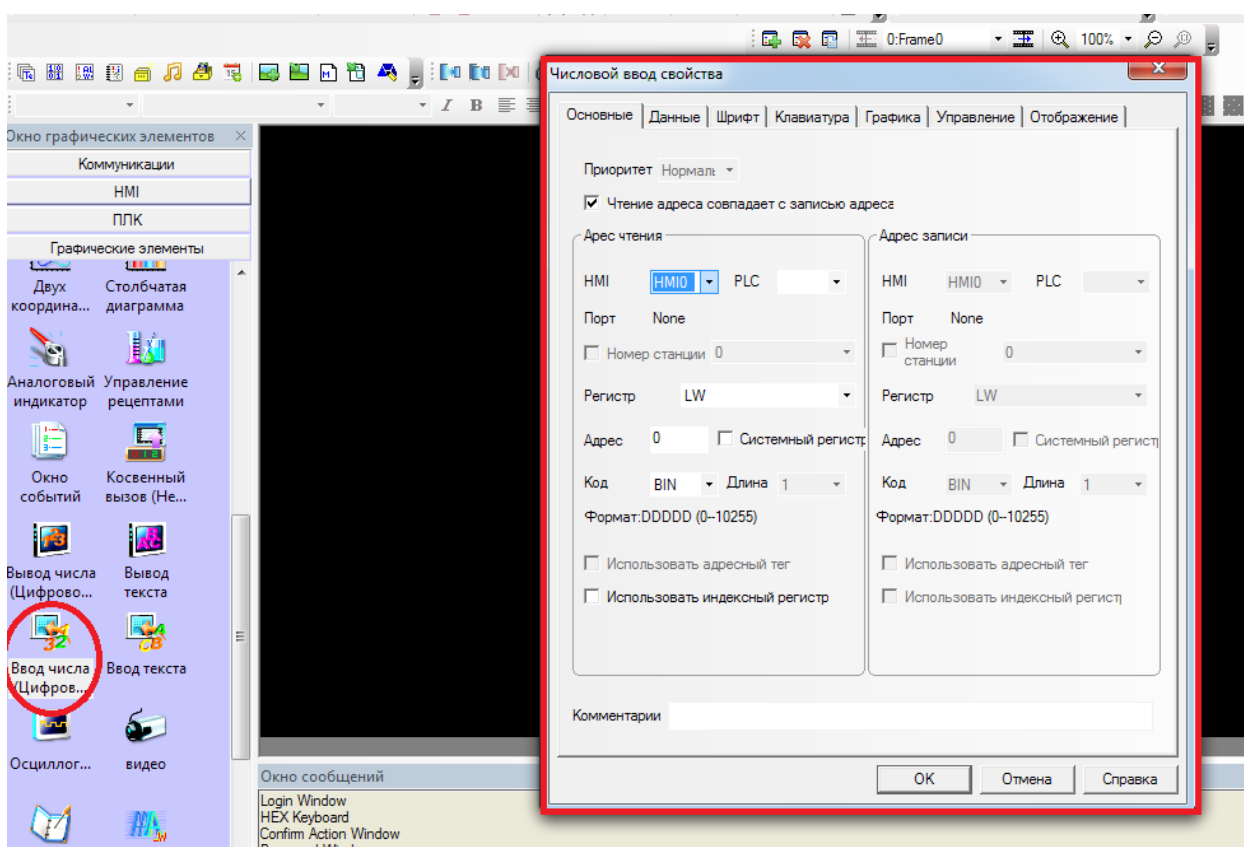 0:Frame0
100%
I B
Окно графических элементов
Коммуникации
HMI
ПЛК
Графические элементы
Двух Столбчатая
координа... диаграмма
Аналоговый Управление
индикатор рецептами
Окно Косвенный
событий вызов (Не...
Вывод числа Вывод
(Цифрово... текста
Ввод числа Ввод текста
(Цифров...
Осциллог... видео
Числовой ввод свойства
Основные Данные Шрифт Клавиатура Графика Управление Отображение
Приоритет Нормаль
Чтение адреса совпадает с записью адреса
Арес чтения
HMI HMI0 PLC
Порт None
Номер станции 0
Регистр LW
Адрес 0 Системный регистр
Код BIN Длина 1
Формат:DDDDD (0--10255)
Использовать адресный тег
Использовать индексный регистр
Адрес записи
HMI HMI0 PLC
Порт None
Номер
станции 0
Регистр LW
Адрес 0 Системный регист
Код BIN Длина 1
Формат:DDDDD (0--10255)
Использовать адресный тег
Использовать индексный регист
Комментарии
OK Отмена Справка
Окно сообщений
Login Window
HEX Keyboard
Confirm Action Window